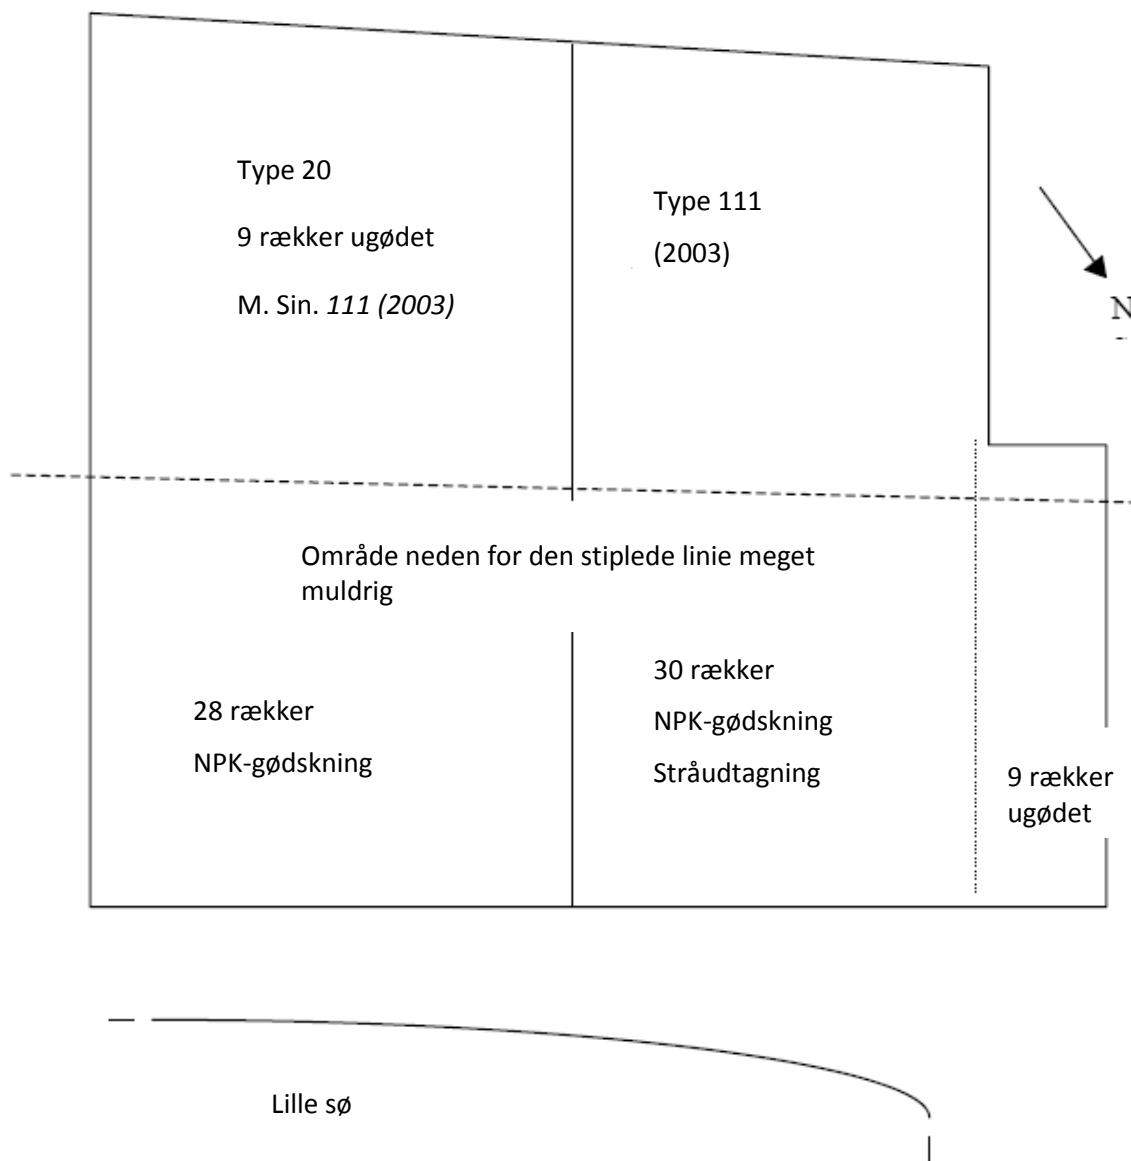 Type 20
9 rækker ugødet
M. Sin. 111 (2003)
Type 111
(2003)
N
Område neden for den stiplede linie meget
muldrig
28 rækker
NPK-gødskning
30 rækker
NPK-gødskning
Stråudtagning
9 rækker
ugødet
Lille sø